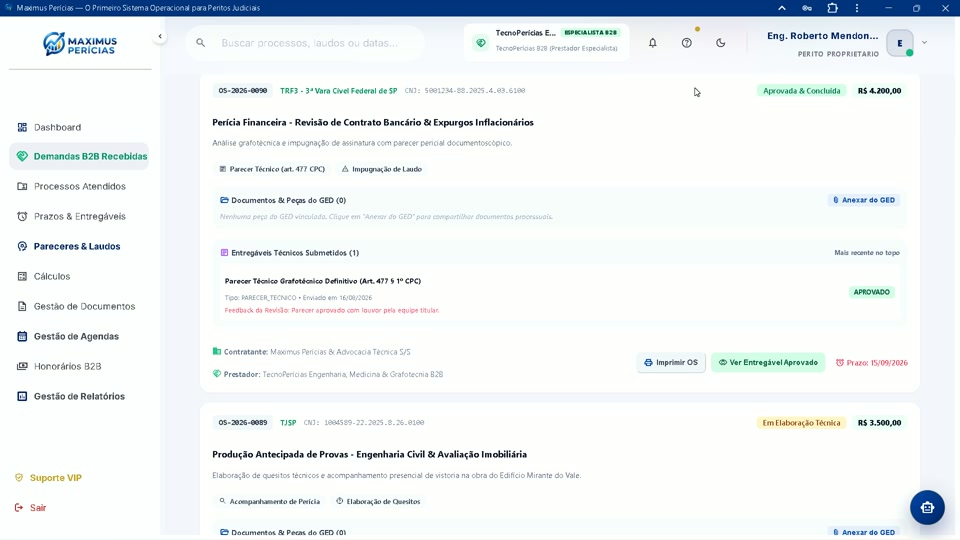 Maximus Perícias — O Primeiro Sistema Operacional para Peritos Judiciais
MAXIMUS PERÍCIAS
Buscar processos, laudos ou datas...
TecnoPerícias E... ESPECIALISTA B2B
TecnoPerícias B2B (Prestador Especialista)
Eng. Roberto Mendon...
PERITO PROPRIETARIO
E
Dashboard
Demandas B2B Recebidas
Processos Atendidos
Prazos & Entregáveis
Pareceres & Laudos
Cálculos
Gestão de Documentos
Gestão de Agendas
Honorários B2B
Gestão de Relatórios
Suporte VIP
Sair
OS-2026-0090 TRF3 - 3ª Vara Cível Federal de SP CNJ: 5001234-88.2025.4.03.6100 Aprovada & Concluída R$ 4.200,00
Perícia Financeira - Revisão de Contrato Bancário & Expurgos Inflacionários
Análise grafotécnica e impugnação de assinatura com parecer pericial documentoscópico.
Parecer Técnico (art. 477 CPC) Impugnação de Laudo
Documentos & Peças do GED (0) Anexar do GED
Nenhuma peça do GED vinculada. Clique em "Anexar do GED" para compartilhar documentos processuais.
Entregáveis Técnicos Submetidos (1) Mais recente no topo
Parecer Técnico Grafotécnico Definitivo (Art. 477 § 1º CPC)
Tipo: PARECER_TECNICO • Enviado em 16/08/2026 APROVADO
Feedback da Revisão: Parecer aprovado com louvor pela equipe titular.
Contratante: Maximus Perícias & Advocacia Técnica S/S
Imprimir OS Ver Entregável Aprovado Prazo: 15/09/2026
Prestador: TecnoPerícias Engenharia, Medicina & Grafotecnia B2B
OS-2026-0089 TJSP CNJ: 1004589-22.2025.8.26.0100 Em Elaboração Técnica R$ 3.500,00
Produção Antecipada de Provas - Engenharia Civil & Avaliação Imobiliária
Elaboração de quesitos técnicos e acompanhamento presencial de vistoria na obra do Edifício Mirante do Vale.
Acompanhamento de Perícia Elaboração de Quesitos
Documentos & Peças do GED (0) Anexar do GED